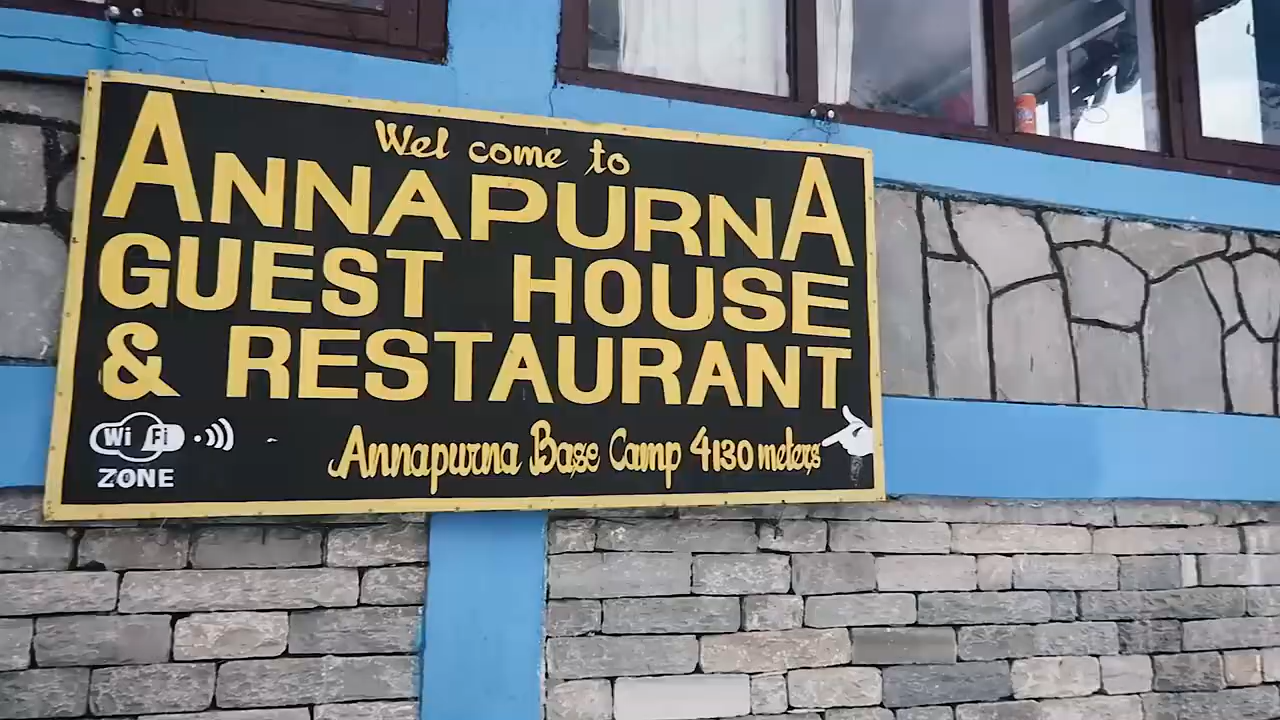 Wel come to
ANNAPURNA
GUEST HOUSE
& RESTAURANT
Wi Fi
ZONE
Annapurna Base Camp 4130 meters